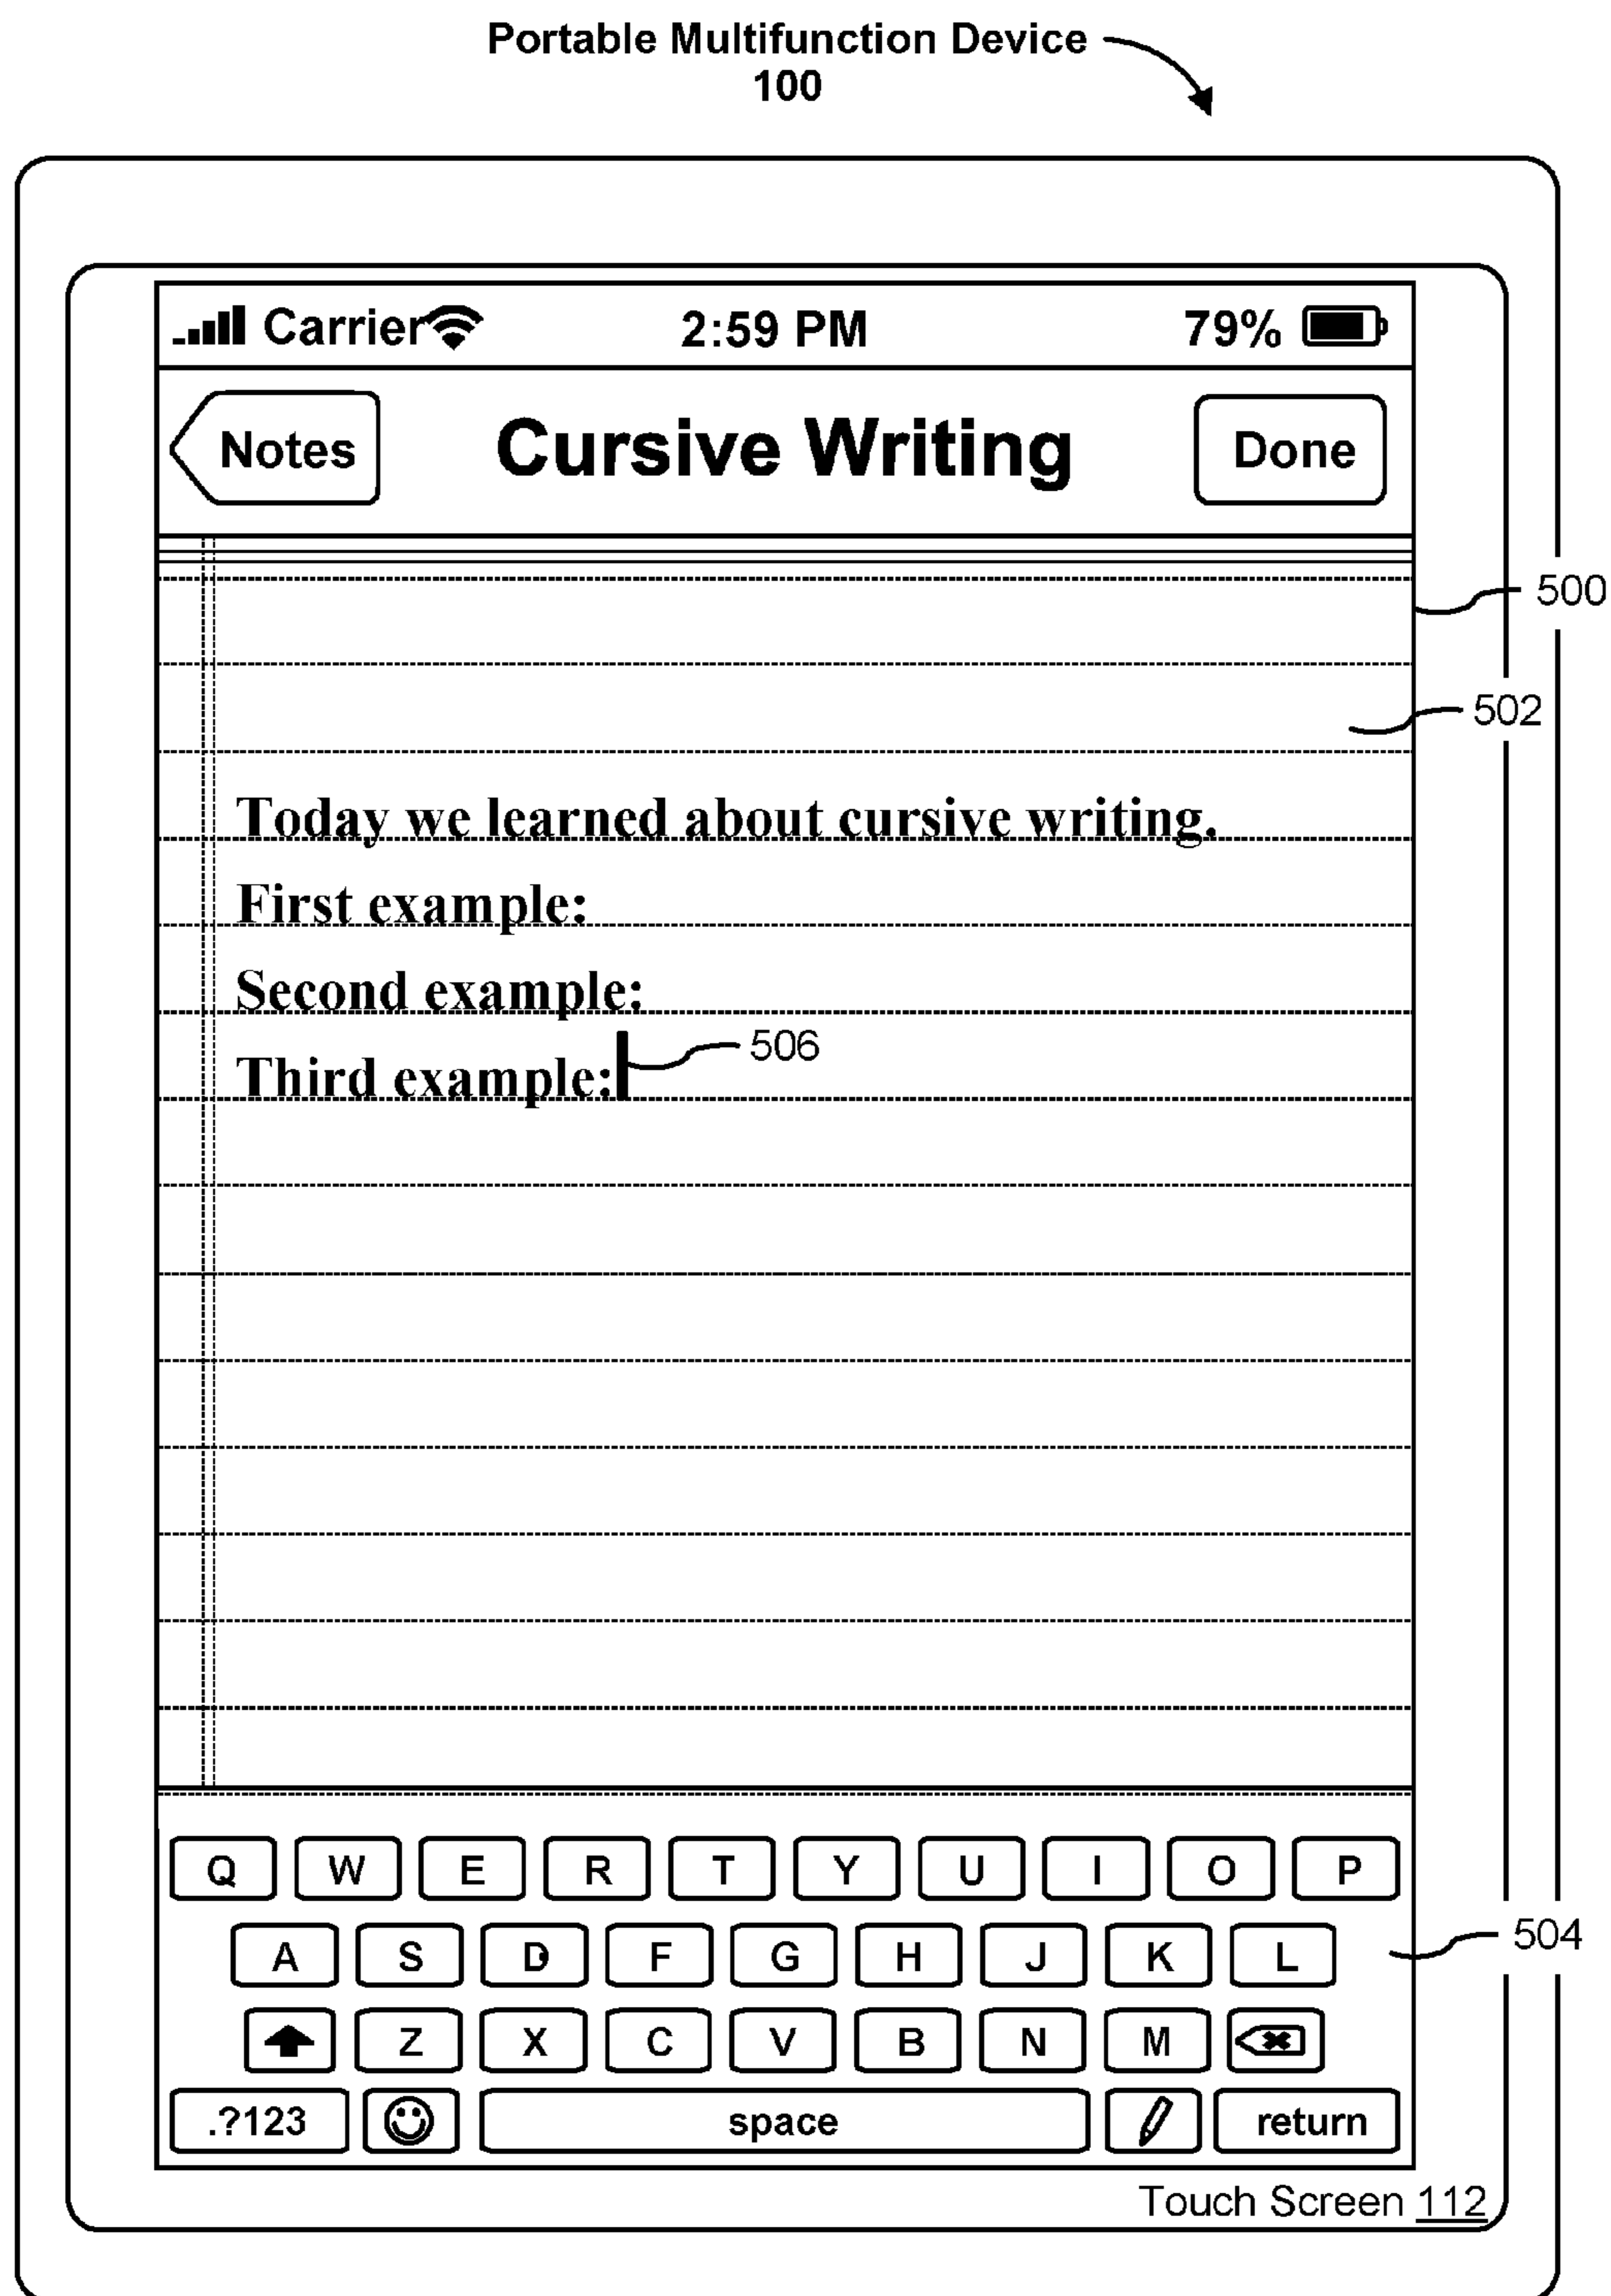 Portable Multifunction Device
100
Carrier 2:59 PM 79%
Notes Cursive Writing Done
500
502
Today we learned about cursive writing.
First example:
Second example:
506
Third example:
Q W E R T Y U I O P
504
A S D F G H J K L
Z X C V B N M
.?123 space return
Touch Screen 112